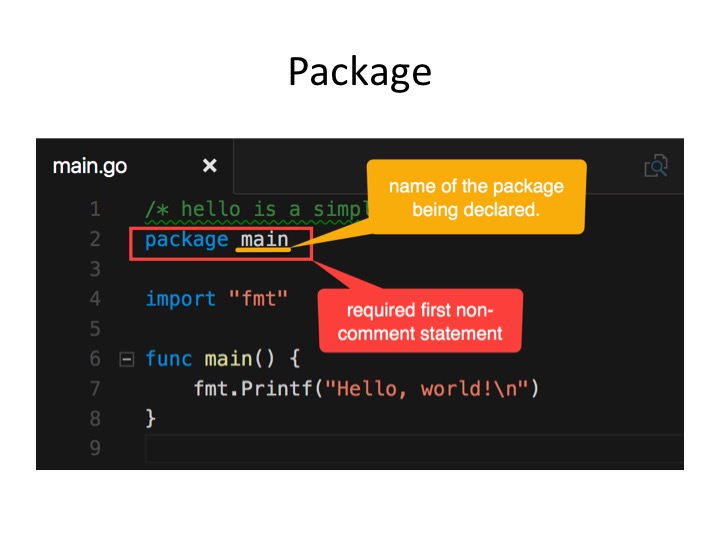 Package
main.go
name of the package
being declared.
1 /* hello is a simpl
2 package main
3
4 import "fmt"
required first non-
comment statement
5
6 func main() {
7 fmt.Printf("Hello, world!\n")
8 }
9